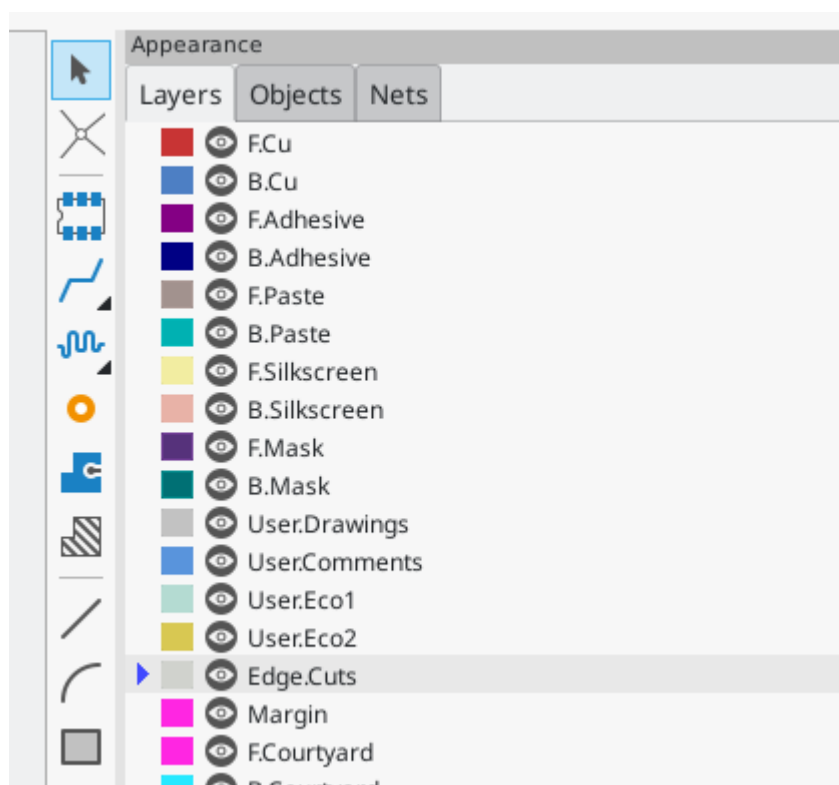 Appearance
Layers Objects Nets
F.Cu
B.Cu
F.Adhesive
B.Adhesive
F.Paste
B.Paste
F.Silkscreen
B.Silkscreen
F.Mask
B.Mask
User.Drawings
User.Comments
User.Eco1
User.Eco2
Edge.Cuts
Margin
F.Courtyard